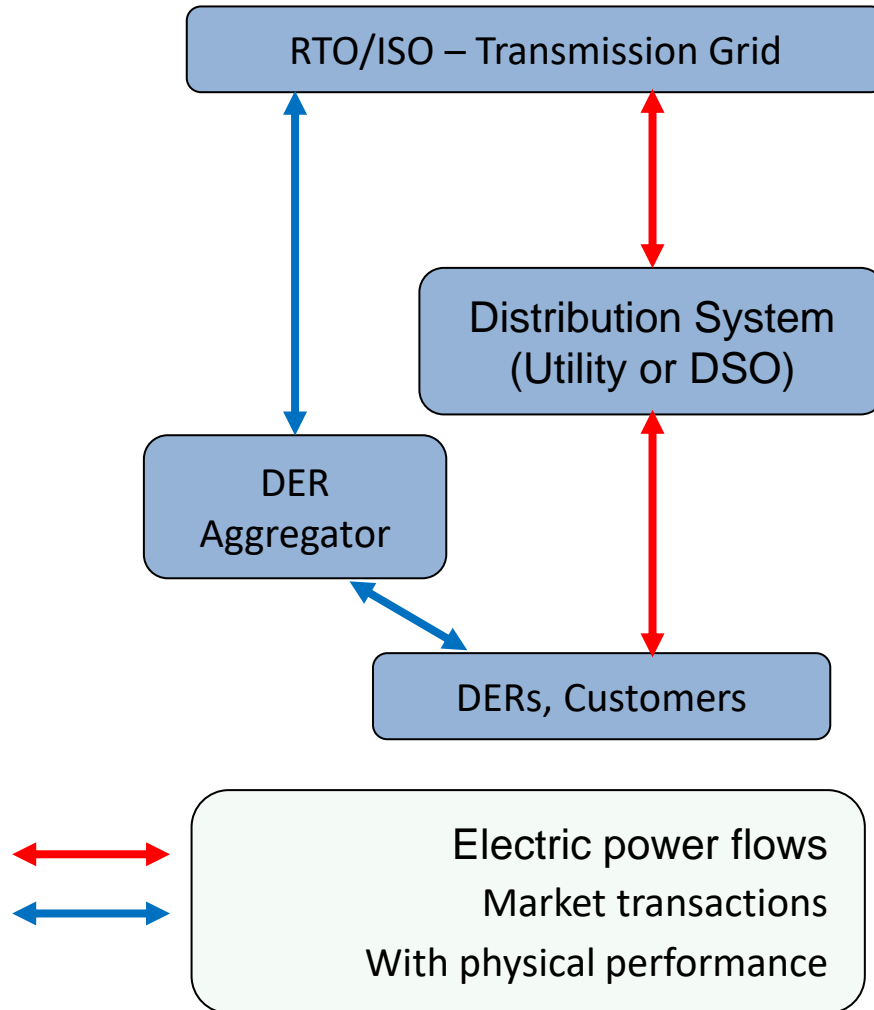 RTO/ISO – Transmission Grid
Distribution System
(Utility or DSO)
DER
Aggregator
DERs, Customers
Electric power flows
Market transactions
With physical performance